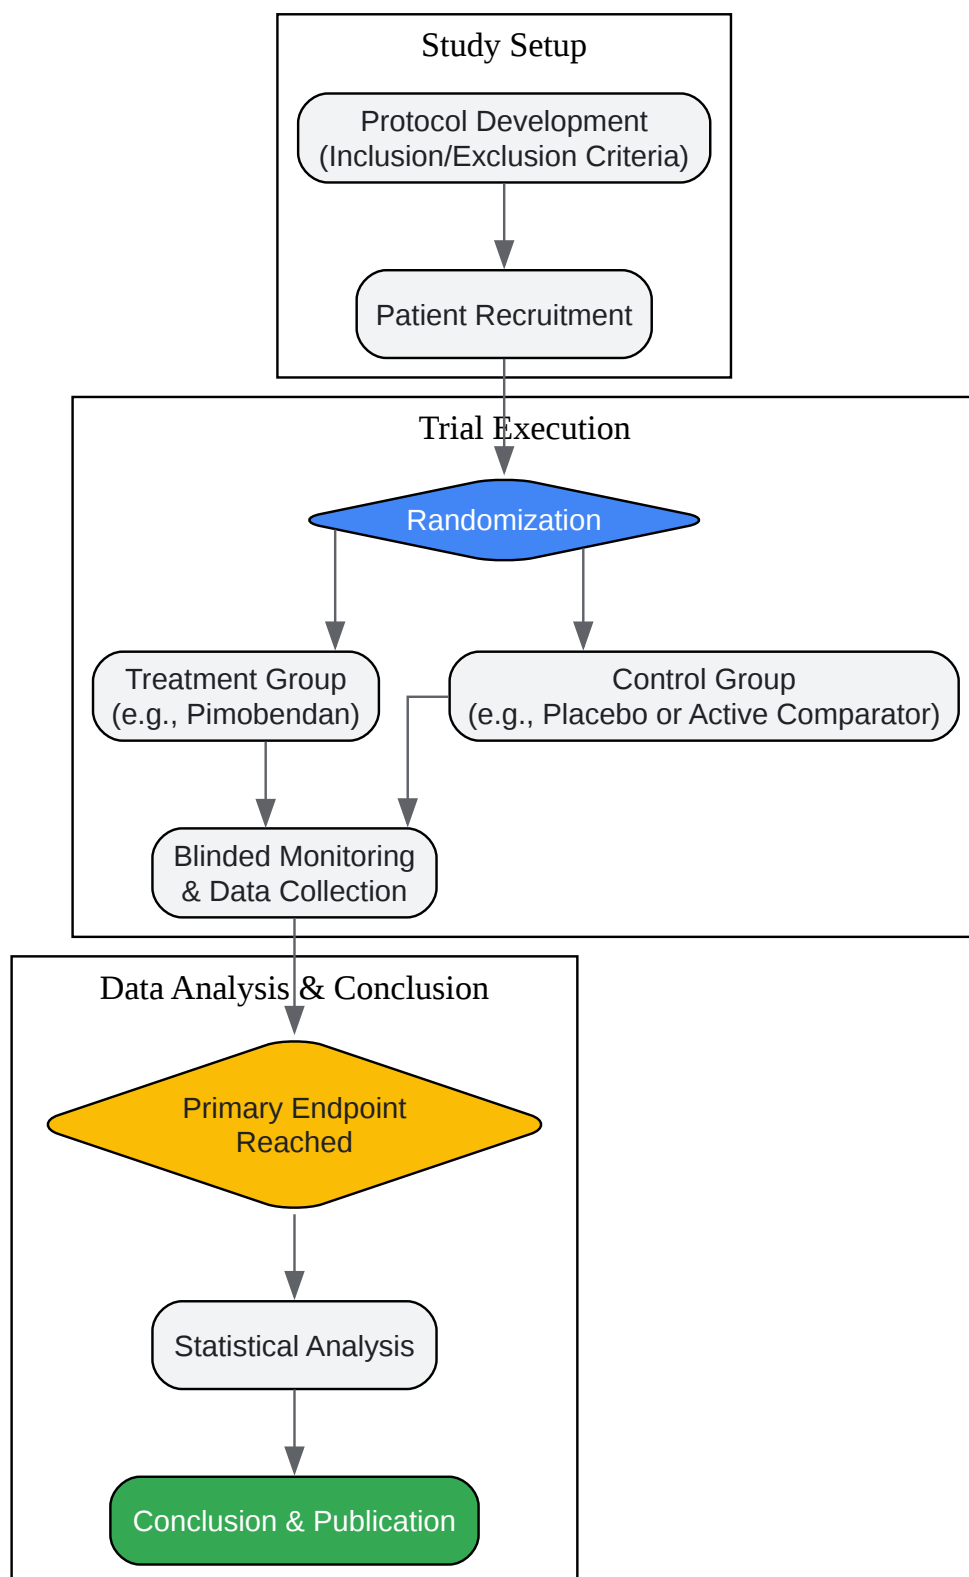 Study Setup
Protocol Development
(Inclusion/Exclusion Criteria)
Patient Recruitment
Trial Execution
Randomization
Treatment Group
(e.g., Pimobendan)
Control Group
(e.g., Placebo or Active Comparator)
Blinded Monitoring
& Data Collection
Data Analysis & Conclusion
Primary Endpoint
Reached
Statistical Analysis
Conclusion & Publication